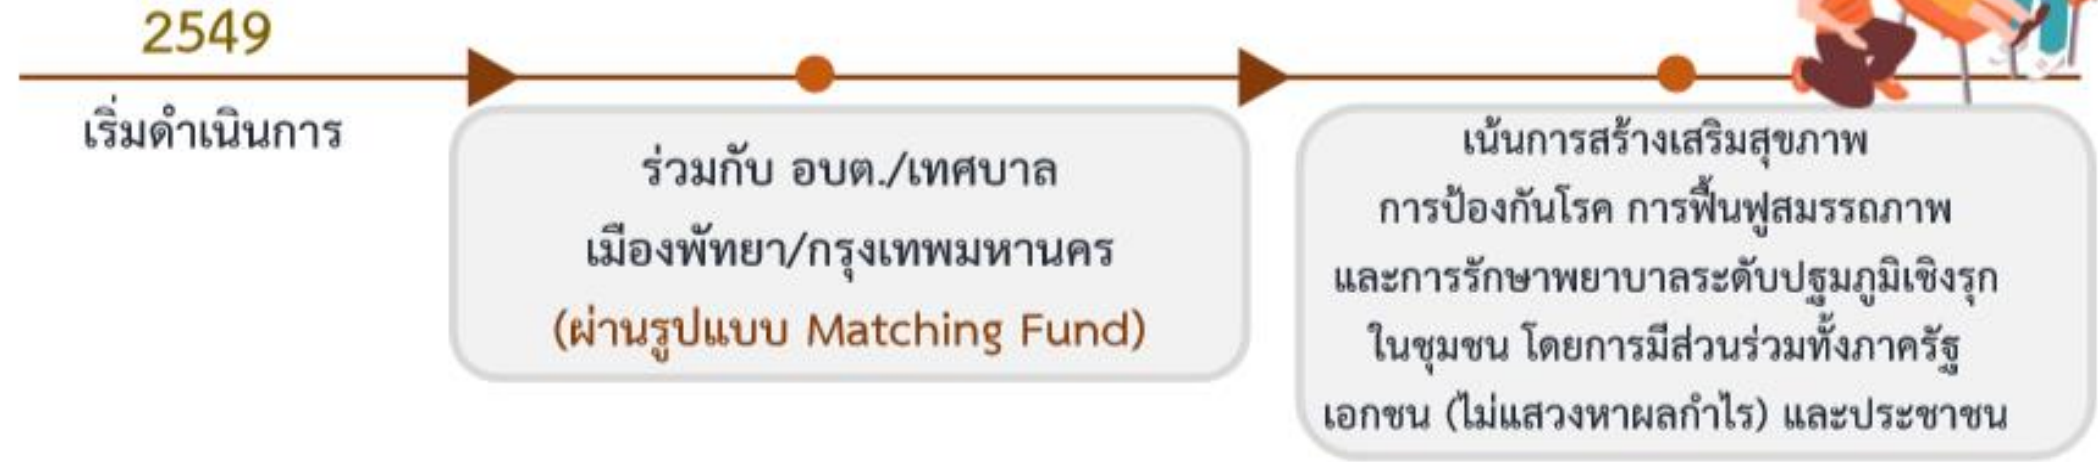 2549
เริ่มดำเนินการ
ร่วมกับ อบต./เทศบาล
เมืองพัทยา/กรุงเทพมหานคร
(ผ่านรูปแบบ Matching Fund)
เน้นการสร้างเสริมสุขภาพ
การป้องกันโรค การฟื้นฟูสมรรถภาพ
และการรักษาพยาบาลระดับปฐมภูมิเชิงรุก
ในชุมชน โดยการมีส่วนร่วมทั้งภาครัฐ
เอกชน (ไม่แสวงหาผลกำไร) และประชาชน